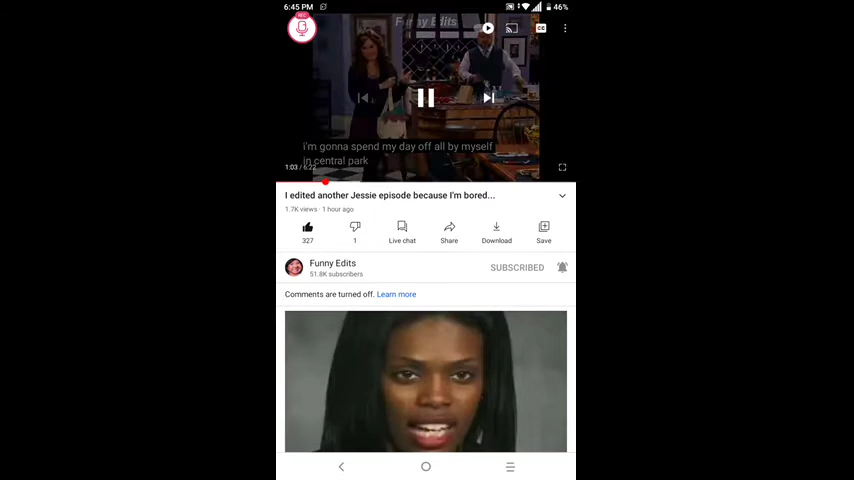 6:45 PM
46%
REC
Funny Edits
CC
i'm gonna spend my day off all by myself
in central park
1:03 / 6:22
I edited another Jessie episode because I'm bored...
1.7K views · 1 hour ago
327
1
Live chat
Share
Download
Save
Funny Edits
51.8K subscribers
SUBSCRIBED
Comments are turned off. Learn more